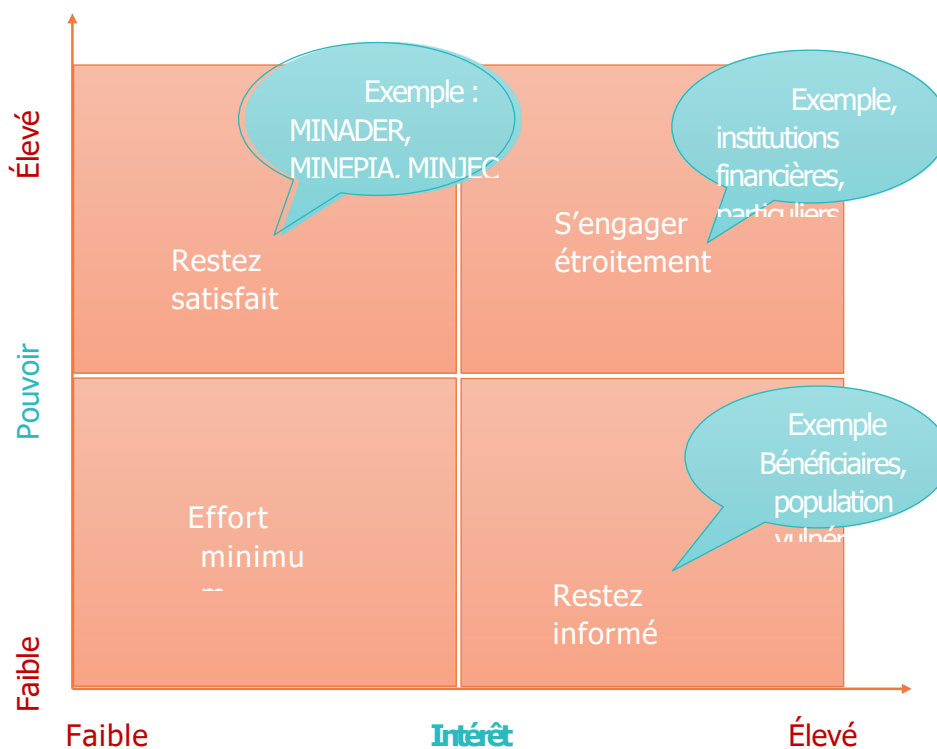 Élevé
Exemple :
MINADER,
MINEPIA. MINJEC
Exemple,
institutions
financières,
particuliers
S’engager
étroitement
Restez
satisfait
Pouvoir
Exemple
Bénéficiaires,
population
Effort
minimu
m
Restez
informé
Faible
Faible
Intérêt
Élevé